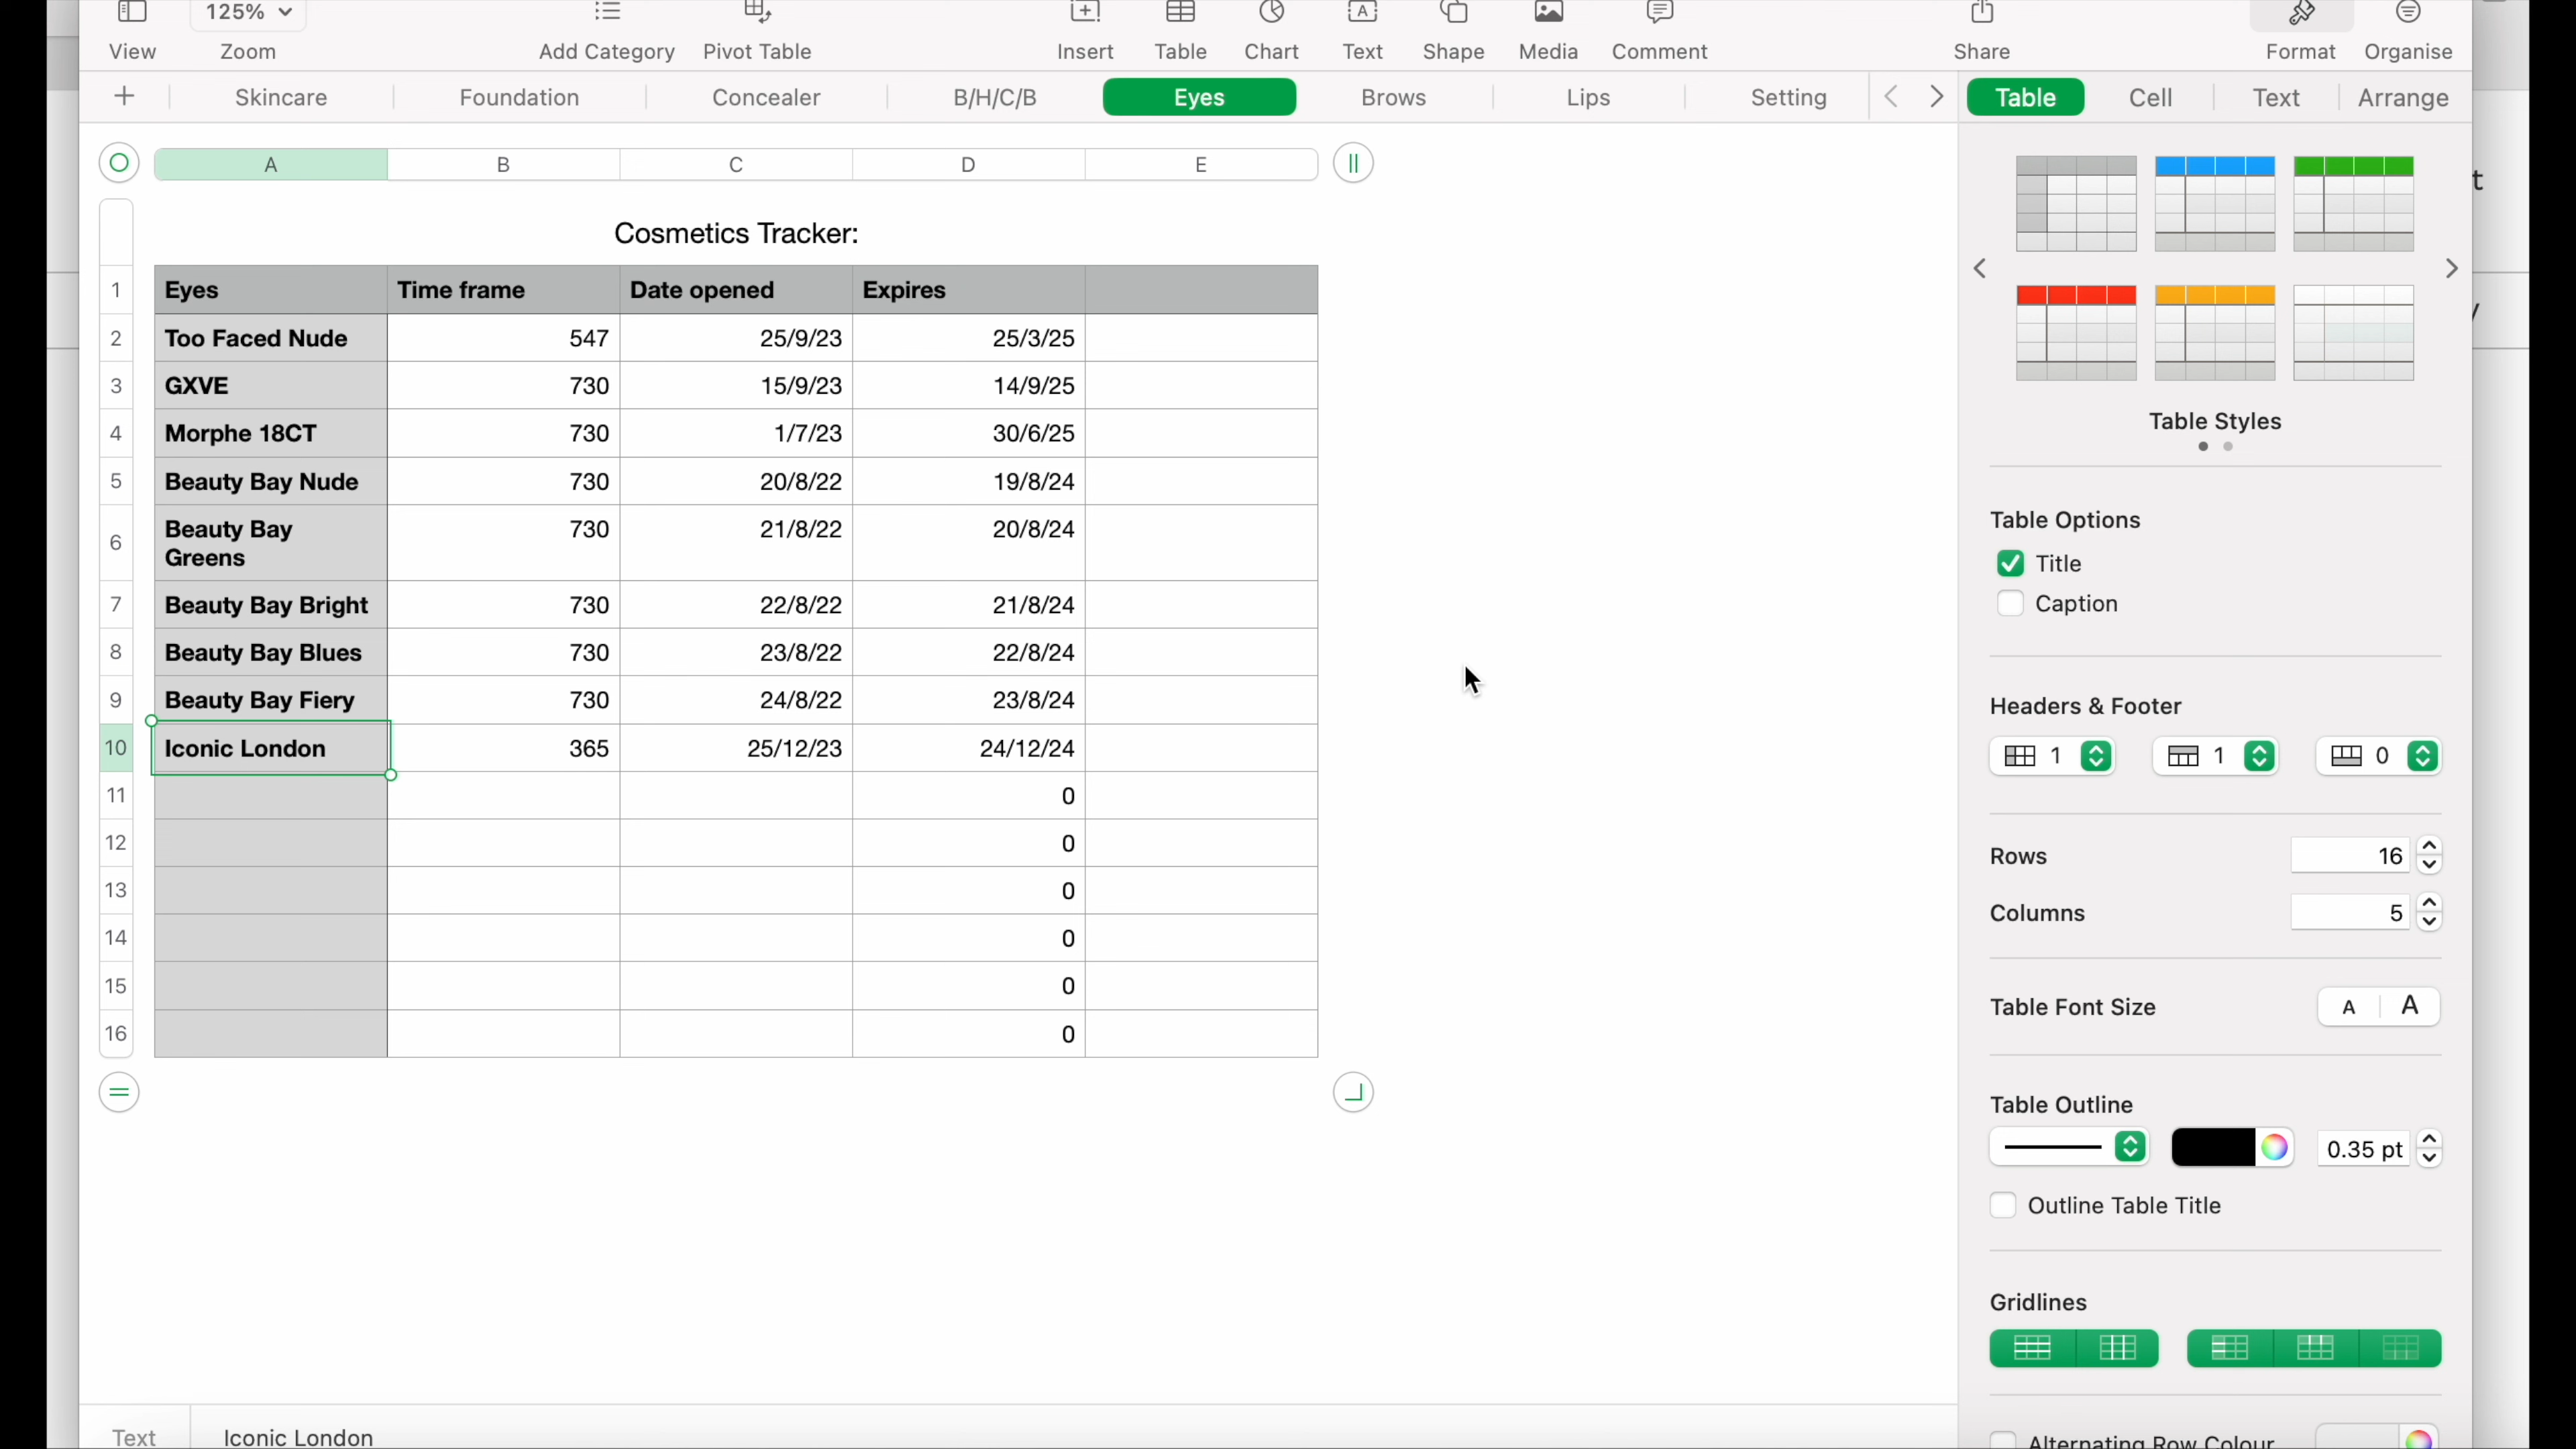 125%
View
Zoom
Add Category
Pivot Table
Insert
Table
Chart
Text
Shape
Media
Comment
Share
Format
Organise
Skincare
Foundation
Concealer
B/H/C/B
Eyes
Brows
Lips
Setting
Table
Cell
Text
Arrange
A B C D E
Cosmetics Tracker:
1 Eyes Time frame Date opened Expires
2 Too Faced Nude 547 25/9/23 25/3/25
3 GXVE 730 15/9/23 14/9/25
4 Morphe 18CT 730 1/7/23 30/6/25
5 Beauty Bay Nude 730 20/8/22 19/8/24
6 Beauty Bay 730 21/8/22 20/8/24
Greens
7 Beauty Bay Bright 730 22/8/22 21/8/24
8 Beauty Bay Blues 730 23/8/22 22/8/24
9 Beauty Bay Fiery 730 24/8/22 23/8/24
10 Iconic London 365 25/12/23 24/12/24
11 0
12 0
13 0
14 0
15 0
16 0
Text Iconic London
Table Styles
Table Options
Title
Caption
Headers & Footer
1 1 0
Rows 16
Columns 5
Table Font Size A A
Table Outline
0.35 pt
Outline Table Title
Gridlines
Alternating Row Colour
t